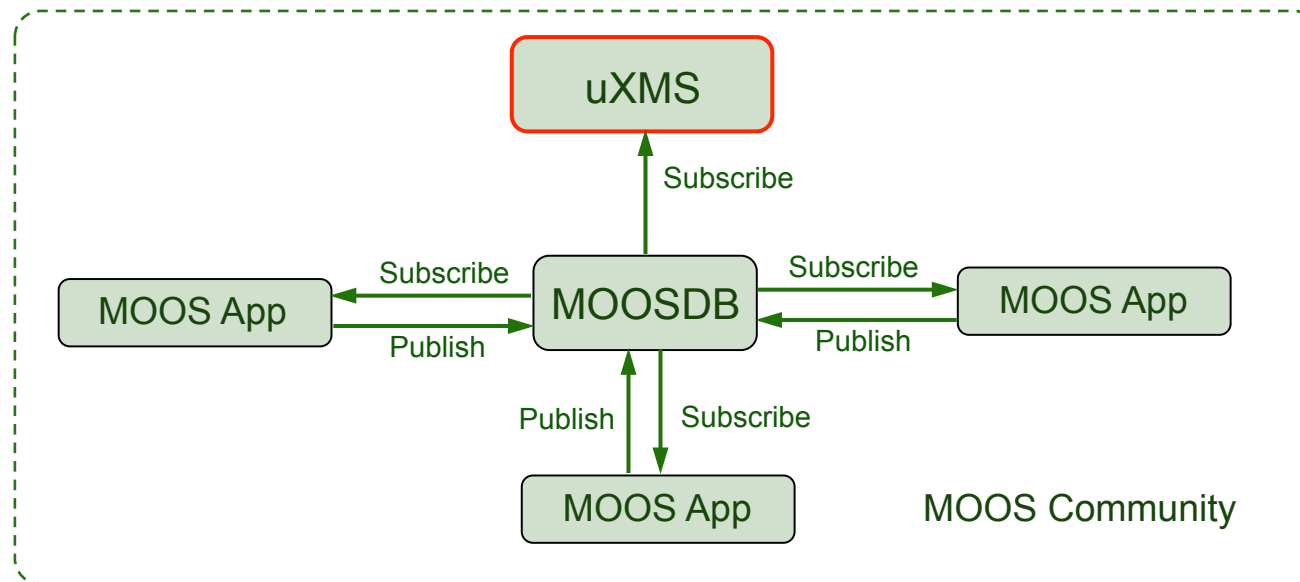 uXMS
Subscribe
Subscribe
Subscribe
MOOS App
MOOSDB
MOOS App
Publish
Publish
Publish
Subscribe
MOOS App
MOOS Community